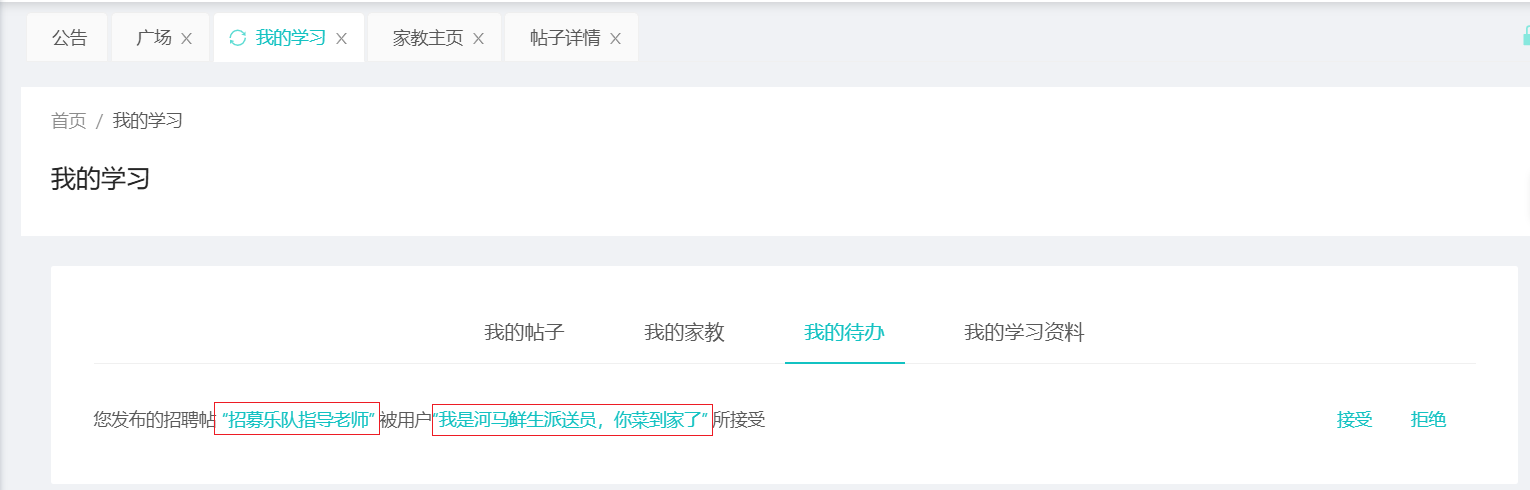 公告 广场 × 我的学习 × 家教主页 × 帖子详情 ×
首页 / 我的学习
我的学习
我的帖子 我的家教 我的待办 我的学习资料
您发布的招聘帖 “招募乐队指导老师” 被用户 “我是河马鲜生派送员，你菜到家了” 所接受 接受 拒绝